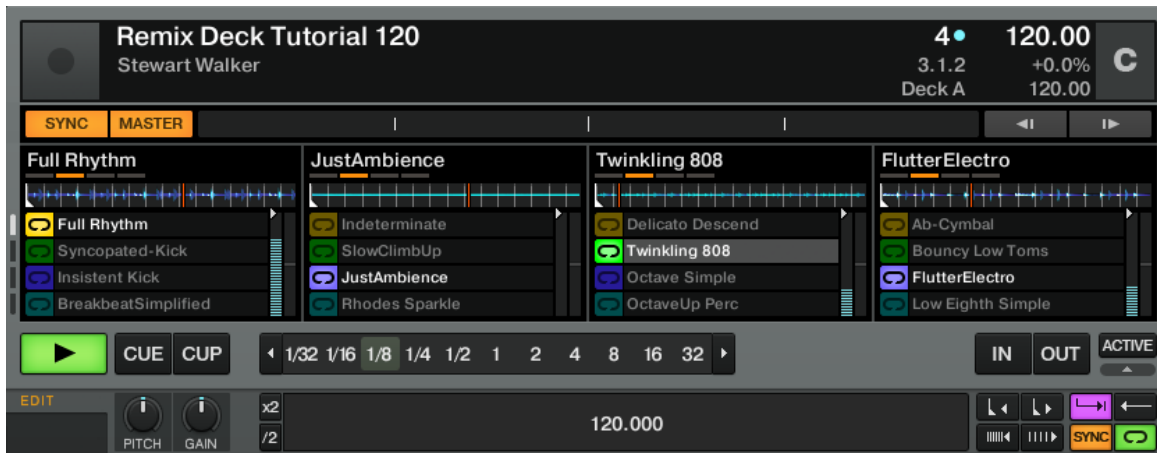 Remix Deck Tutorial 120
4
120.00
Stewart Walker
3.1.2
+0.0%
C
Deck A
120.00
SYNC
MASTER
Full Rhythm
JustAmbience
Twinkling 808
FlutterElectro
Full Rhythm
Indeterminate
Delicato Descend
Ab-Cymbal
Syncopated-Kick
SlowClimbUp
Twinkling 808
Bouncy Low Toms
Insistent Kick
JustAmbience
Octave Simple
FlutterElectro
BreakbeatSimplified
Rhodes Sparkle
OctaveUp Perc
Low Eighth Simple
CUE
CUP
1/32 1/16 1/8 1/4 1/2 1 2 4 8 16 32
IN
OUT
ACTIVE
EDIT
PITCH
GAIN
x2
/2
120.000
SYNC